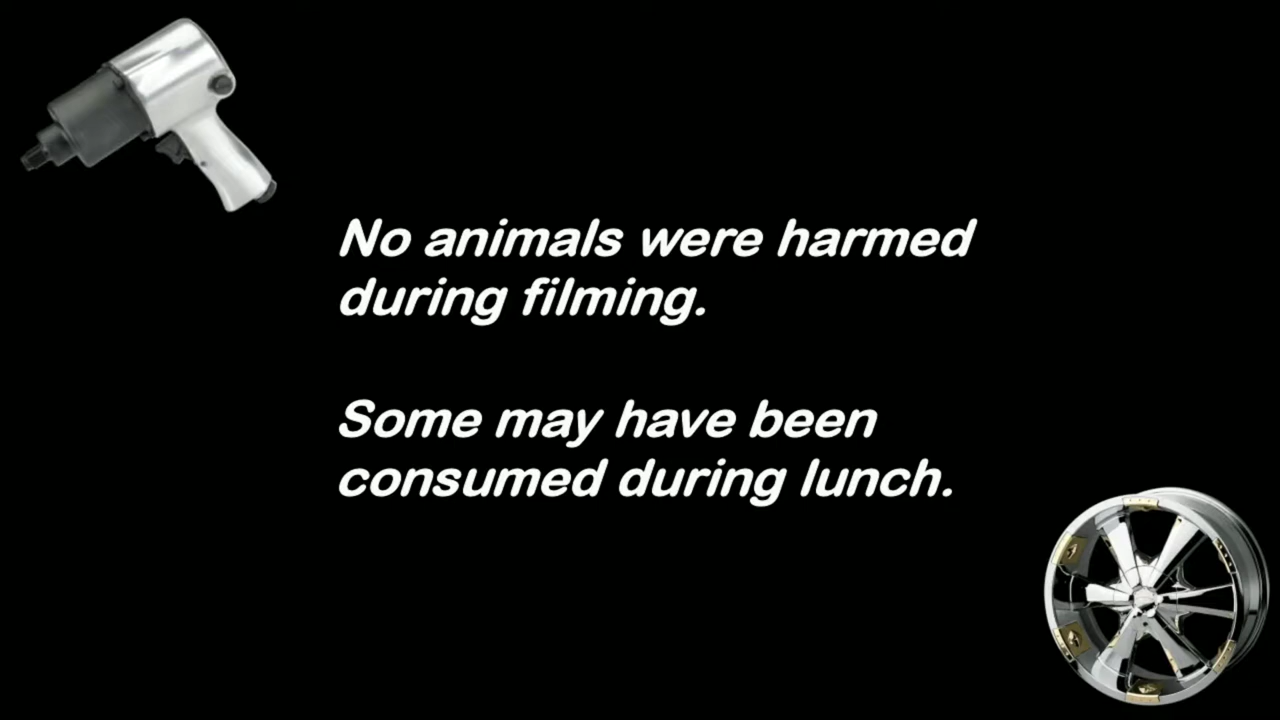 No animals were harmed
during filming.
Some may have been
consumed during lunch.